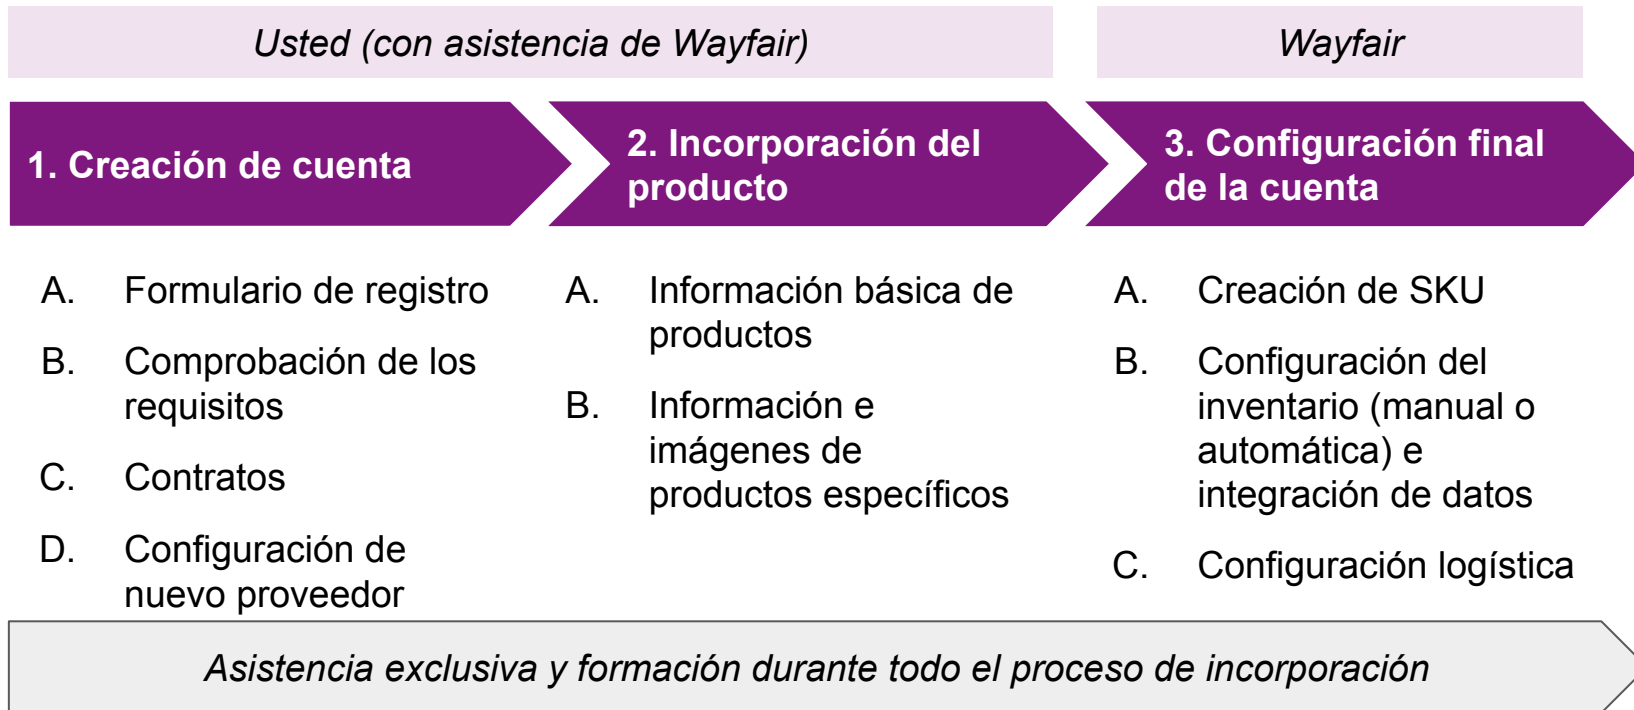 Usted (con asistencia de Wayfair)
Wayfair
1. Creación de cuenta
2. Incorporación del
producto
3. Configuración final
de la cuenta
A. Formulario de registro
B. Comprobación de los
requisitos
C. Contratos
D. Configuración de
nuevo proveedor
A. Información básica de
productos
B. Información e
imágenes de
productos específicos
A. Creación de SKU
B. Configuración del
inventario (manual o
automática) e
integración de datos
C. Configuración logística
Asistencia exclusiva y formación durante todo el proceso de incorporación